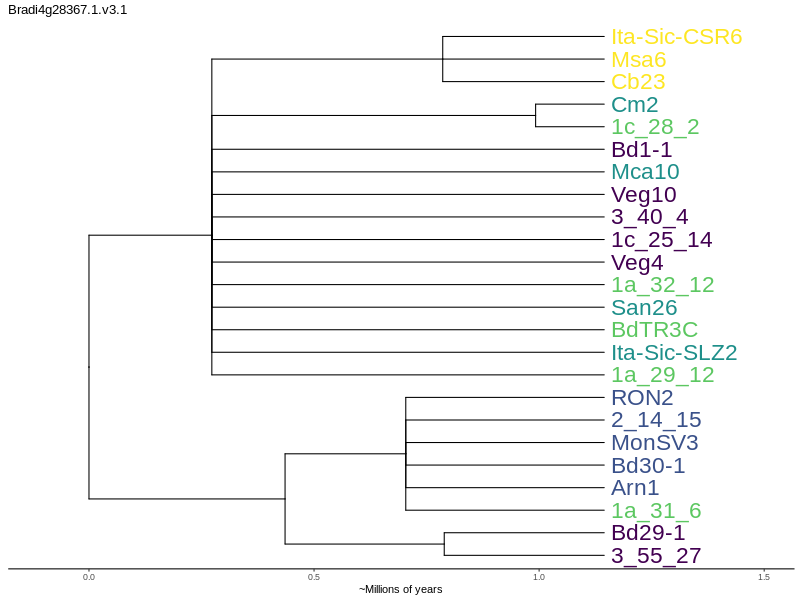 Bradi4g28367.1.v3.1
Ita-Sic-CSR6
Msa6
Cb23
Cm2
1c_28_2
Bd1-1
Mca10
Veg10
3_40_4
1c_25_14
Veg4
1a_32_12
San26
BdTR3C
Ita-Sic-SLZ2
1a_29_12
RON2
2_14_15
MonSV3
Bd30-1
Arn1
1a_31_6
Bd29-1
3_55_27
0.0 0.5 1.0 1.5
~Millions of years